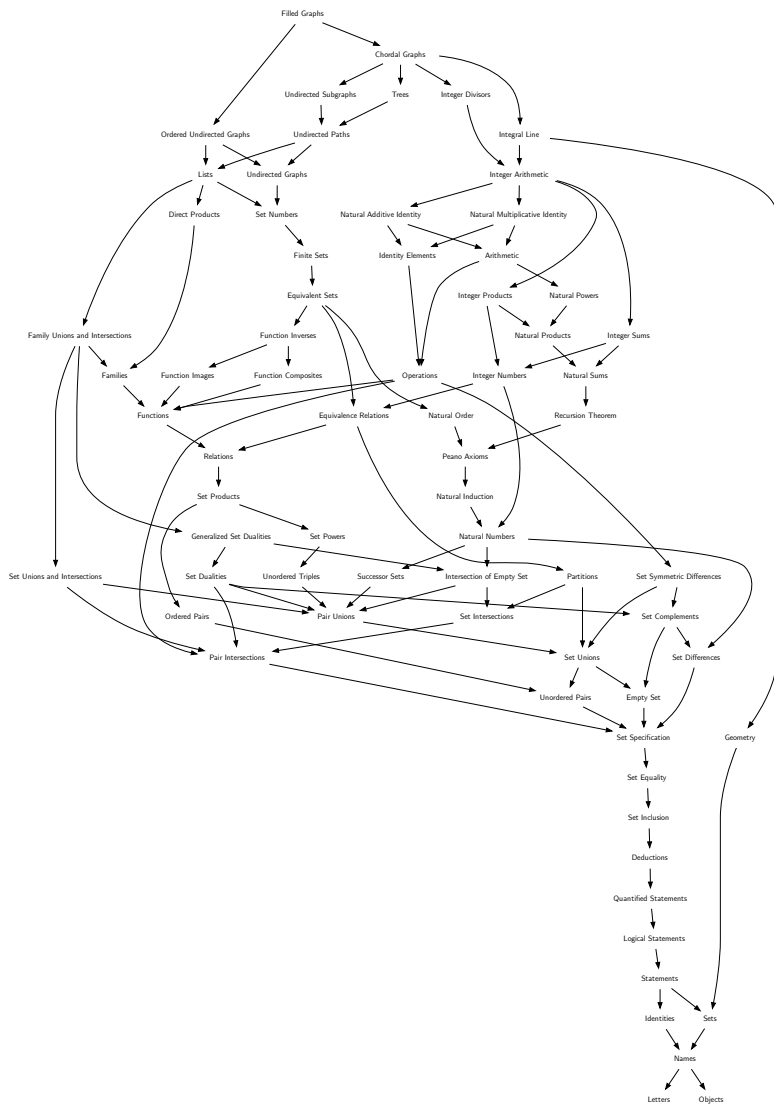 Filled Graphs
Chordal Graphs
Undirected Subgraphs
Trees
Integer Divisors
Ordered Undirected Graphs
Undirected Paths
Integral Line
Lists
Undirected Graphs
Integer Arithmetic
Direct Products
Set Numbers
Natural Additive Identity
Natural Multiplicative Identity
Finite Sets
Identity Elements
Arithmetic
Equivalent Sets
Integer Products
Natural Powers
Family Unions and Intersections
Function Inverses
Natural Products
Integer Sums
Families
Function Images
Function Composites
Operations
Integer Numbers
Natural Sums
Functions
Equivalence Relations
Natural Order
Recursion Theorem
Relations
Peano Axioms
Set Products
Natural Induction
Generalized Set Dualities
Set Powers
Natural Numbers
Set Unions and Intersections
Set Dualities
Unordered Triples
Successor Sets
Intersection of Empty Set
Partitions
Set Symmetric Differences
Ordered Pairs
Pair Unions
Set Intersections
Set Complements
Pair Intersections
Set Unions
Set Differences
Unordered Pairs
Empty Set
Set Specification
Geometry
Set Equality
Set Inclusion
Deductions
Quantified Statements
Logical Statements
Statements
Identities
Sets
Names
Letters
Objects